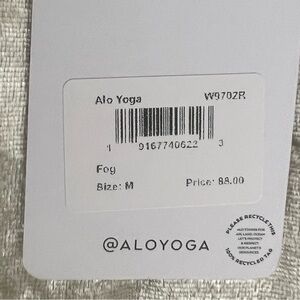 Alo Yoga W9702R
1 9167740622 3
Fog
Size: M Price: 88.00
@ALOYOGA
PLEASE RECYCLE THIS
100% RECYCLED TAG